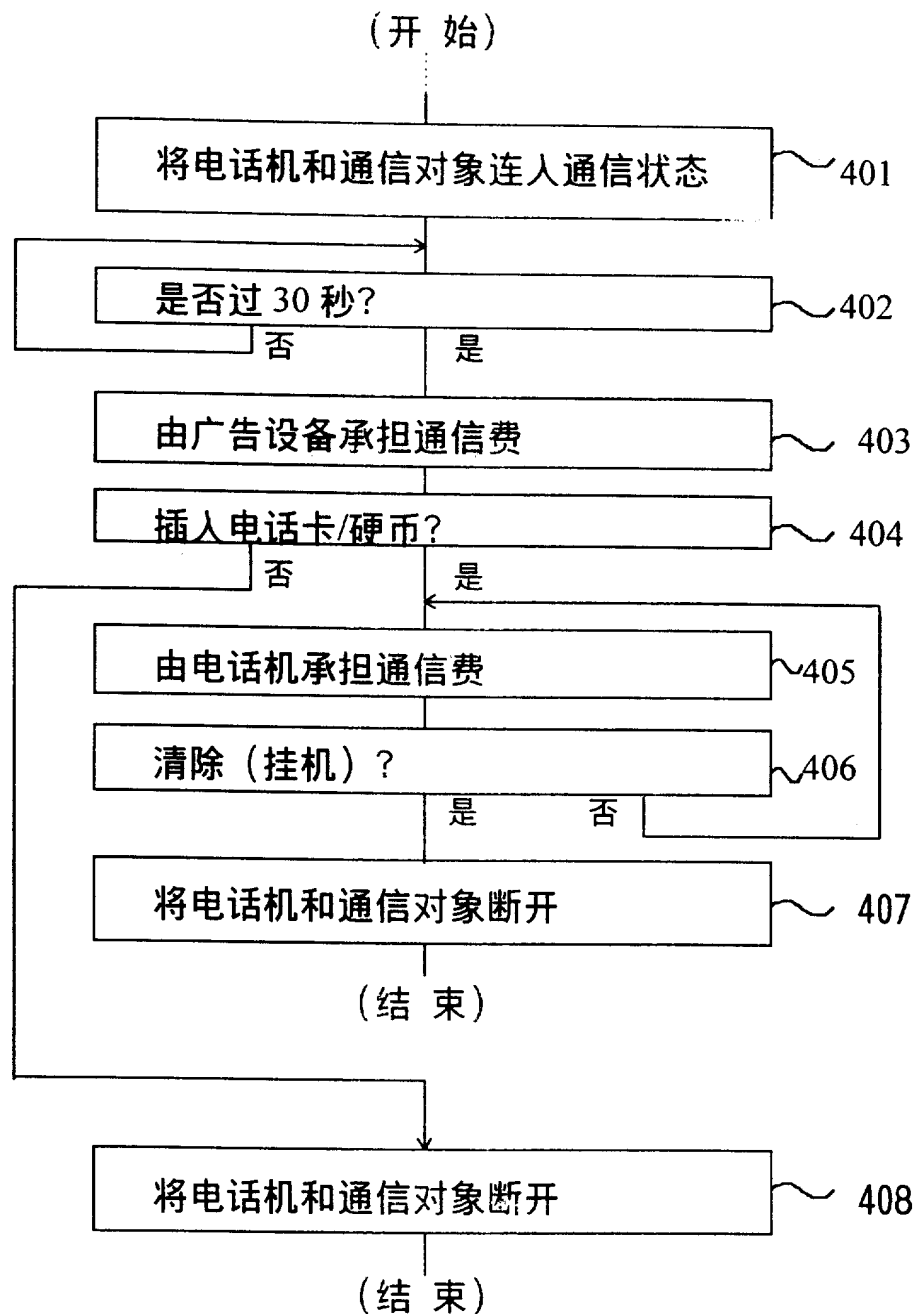 (开 始)
将电话机和通信对象连人通信状态
401
是否过 30 秒?
402
否
是
由广告设备承担通信费
403
插入电话卡/硬币?
404
否
是
由电话机承担通信费
405
清除（挂机）?
406
是
否
将电话机和通信对象断开
407
(结 束)
将电话机和通信对象断开
408
(结 束)